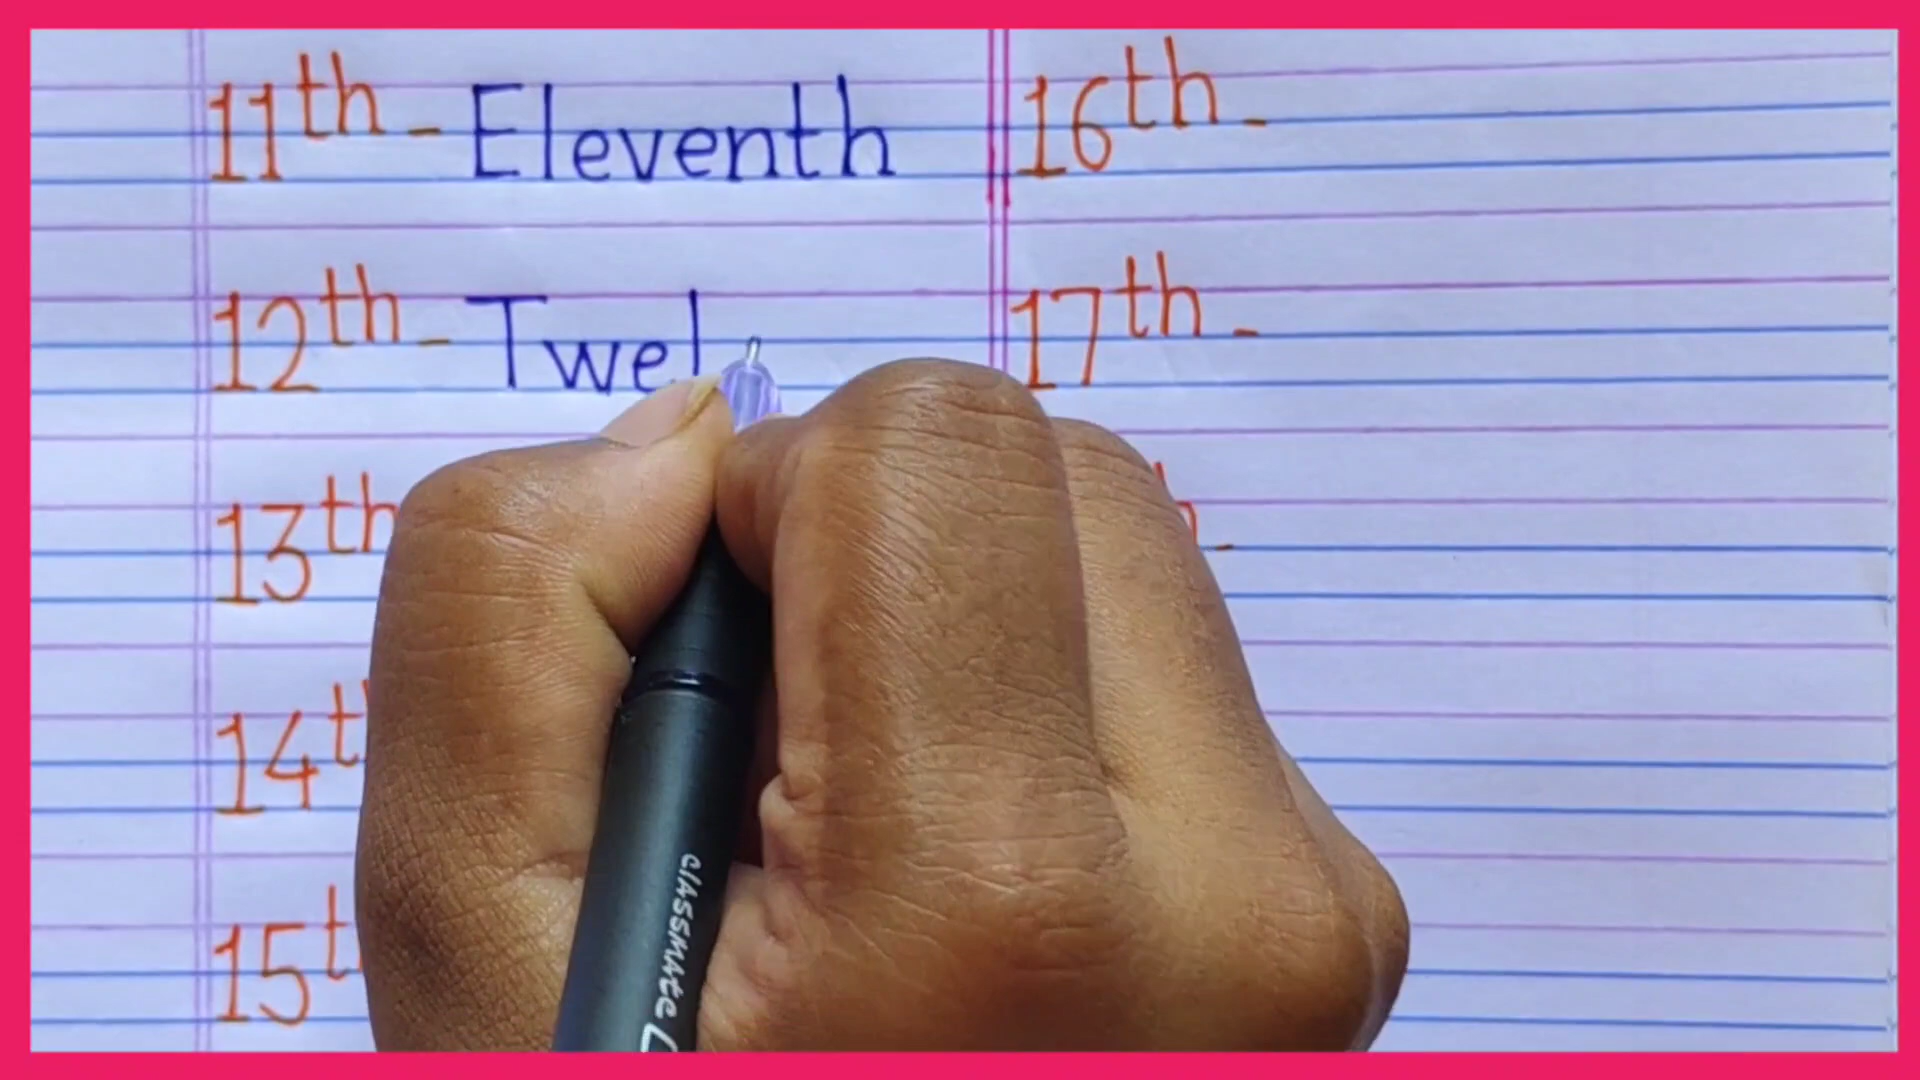 11th - Eleventh
12th - Twel
13th
14t
15t
16th -
17th -
h -
classmate